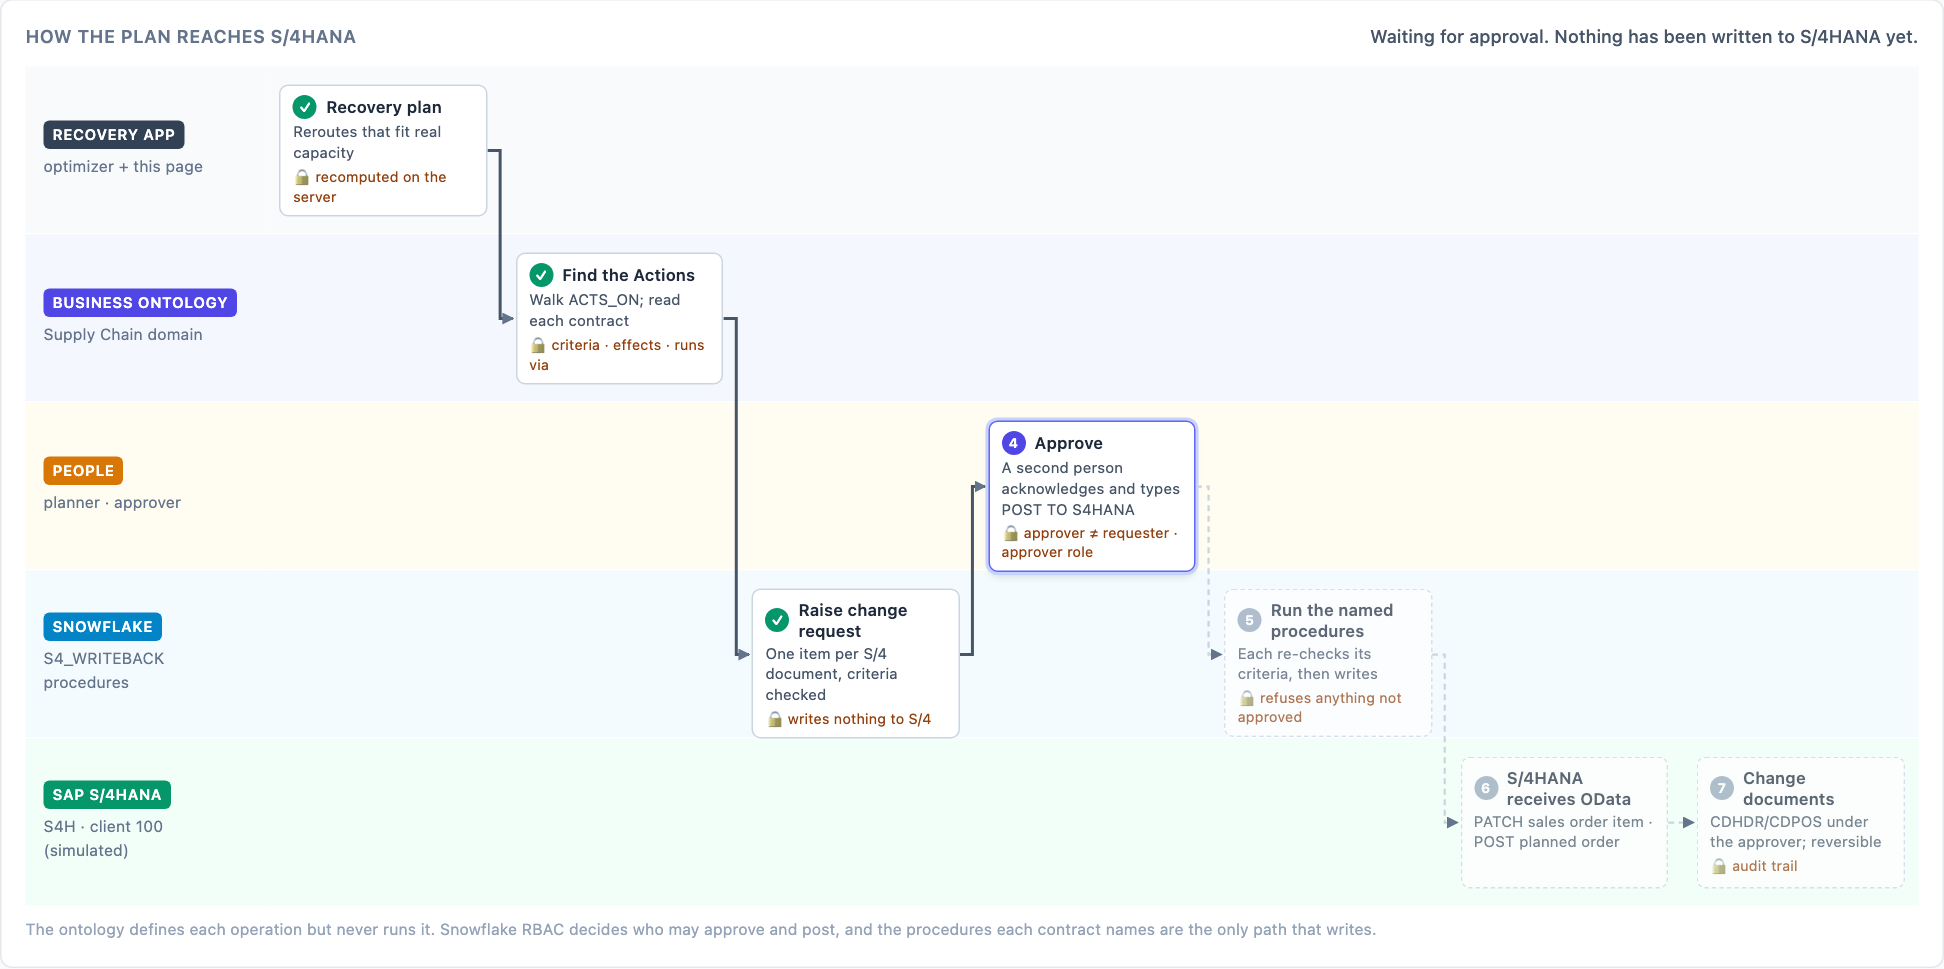 HOW THE PLAN REACHES S/4HANA
Waiting for approval. Nothing has been written to S/4HANA yet.
RECOVERY APP
optimizer + this page
Recovery plan
Reroutes that fit real
capacity
recomputed on the
server
BUSINESS ONTOLOGY
Supply Chain domain
Find the Actions
Walk ACTS_ON; read
each contract
criteria · effects · runs
via
PEOPLE
planner · approver
4 Approve
A second person
acknowledges and types
POST TO S4HANA
approver ≠ requester ·
approver role
SNOWFLAKE
S4_WRITEBACK
procedures
Raise change
request
One item per S/4
document, criteria
checked
writes nothing to S/4
5 Run the named
procedures
Each re-checks its
criteria, then writes
refuses anything not
approved
SAP S/4HANA
S4H · client 100
(simulated)
6 S/4HANA
receives OData
PATCH sales order item ·
POST planned order
7 Change
documents
CDHDR/CDPOS under
the approver; reversible
audit trail
The ontology defines each operation but never runs it. Snowflake RBAC decides who may approve and post, and the procedures each contract names are the only path that writes.